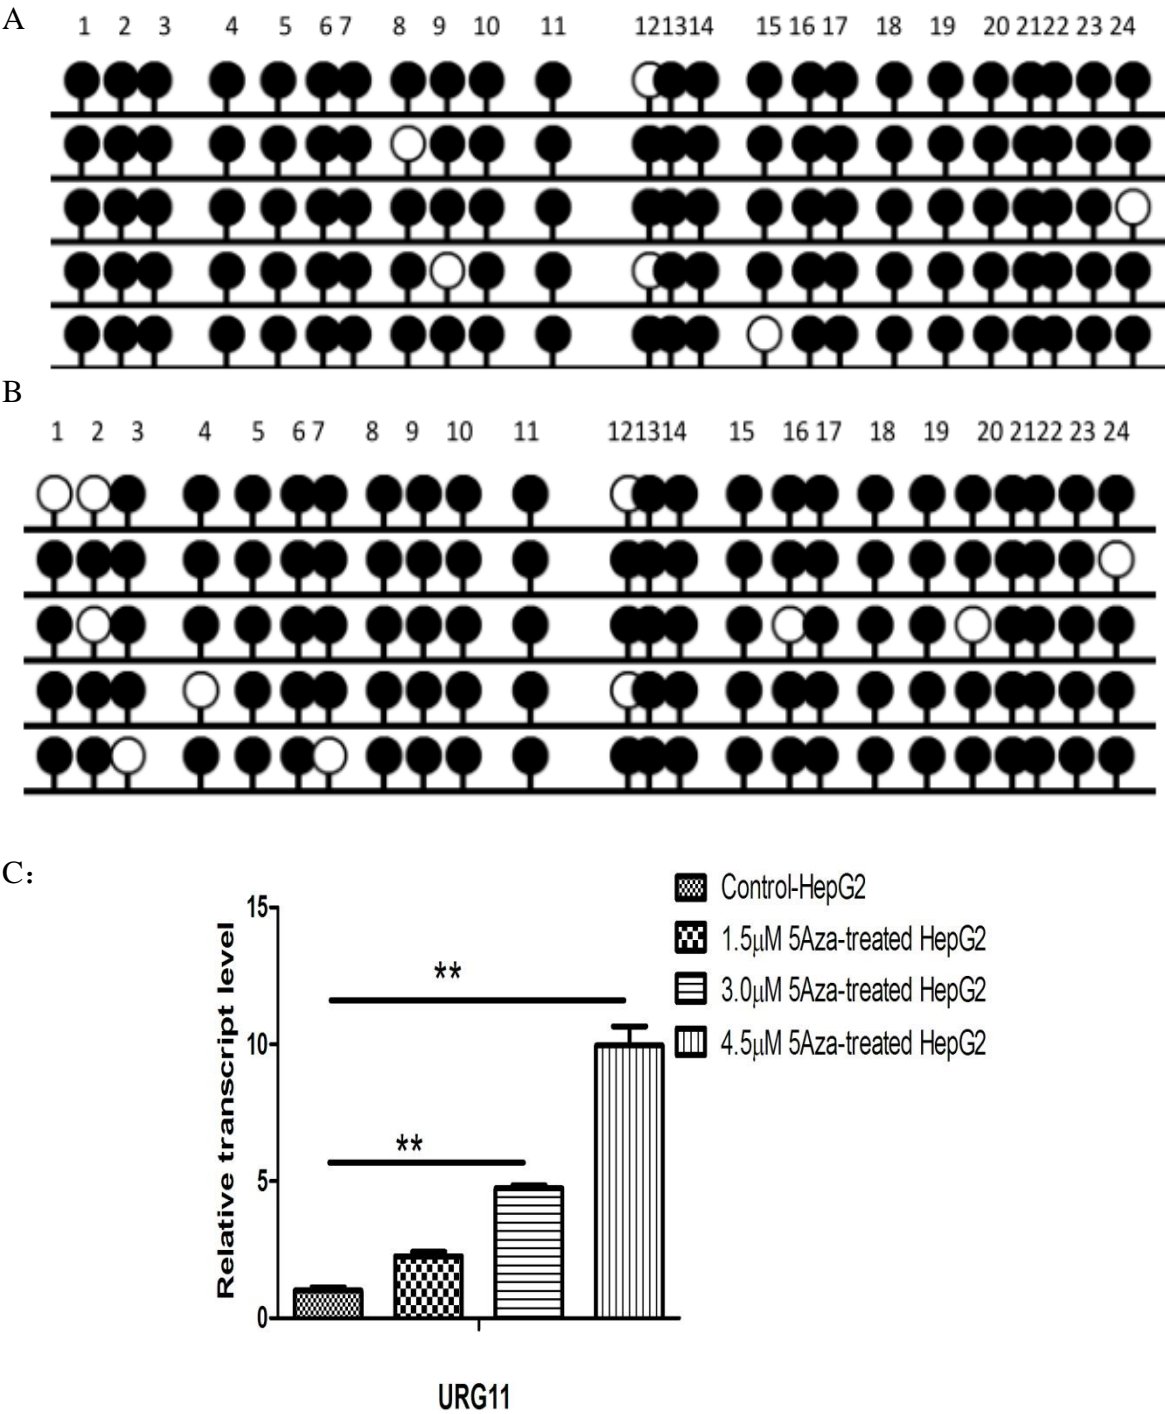 A
1 2 3 4 5 6 7 8 9 10 11 12 13 14 15 16 17 18 19 20 21 22 23 24
B
1 2 3 4 5 6 7 8 9 10 11 12 13 14 15 16 17 18 19 20 21 22 23 24
C：
Control-HepG2
1.5μM 5Aza-treated HepG2
3.0μM 5Aza-treated HepG2
4.5μM 5Aza-treated HepG2
Relative transcript level
15
10
5
0
**
**
URG11